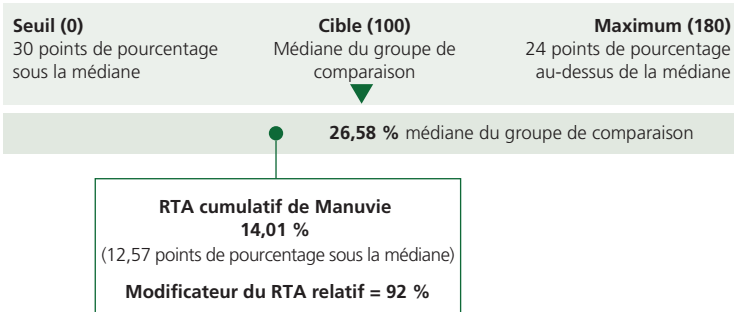 Seuil (0)
30 points de pourcentage
sous la médiane
Cible (100)
Médiane du groupe de
comparaison
Maximum (180)
24 points de pourcentage
au-dessus de la médiane
26,58 % médiane du groupe de comparaison
RTA cumulatif de Manuvie
14,01 %
(12,57 points de pourcentage sous la médiane)
Modificateur du RTA relatif = 92 %